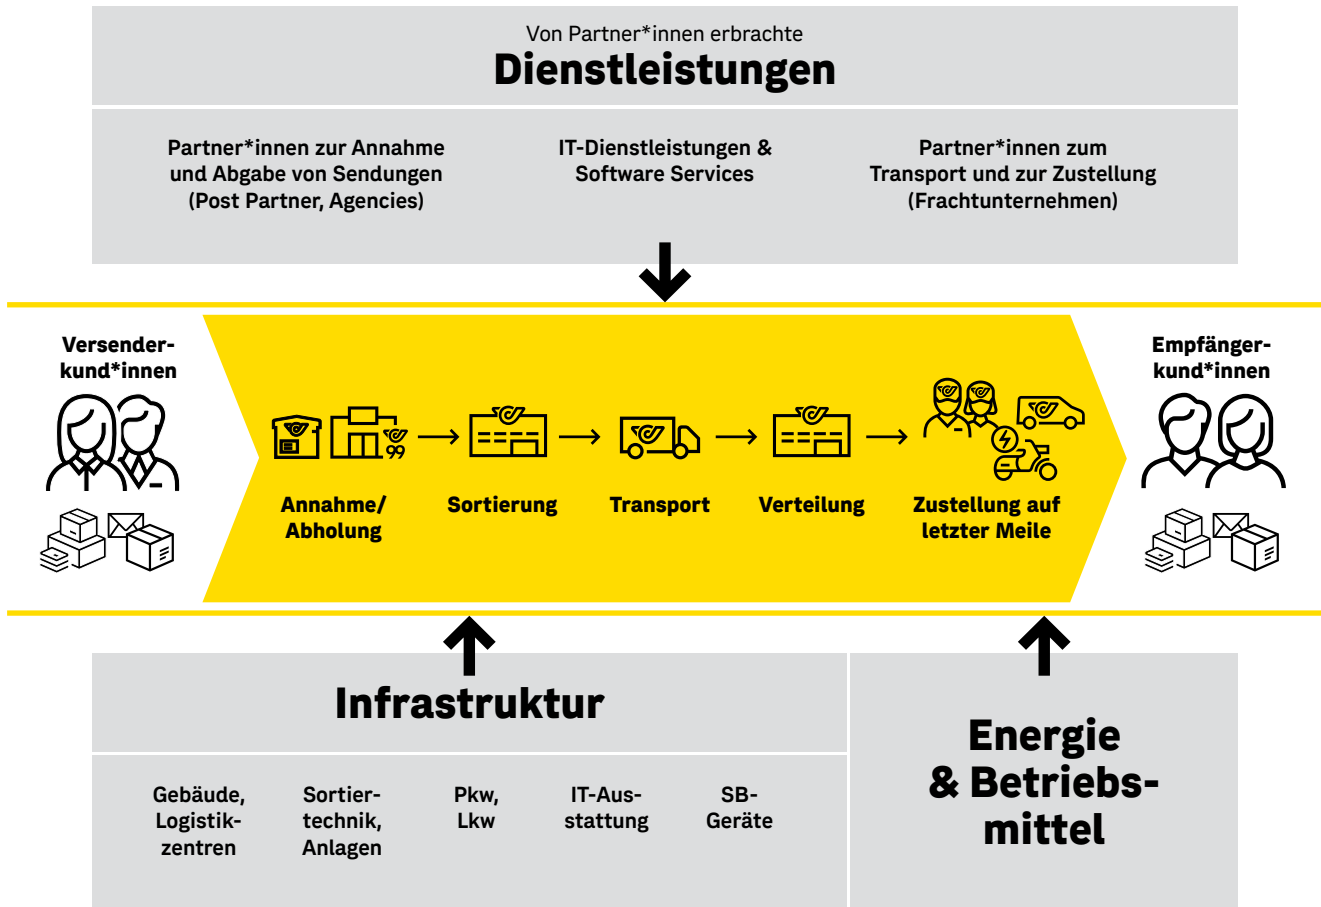 Von Partner*innen erbrachte
Dienstleistungen
Partner*innen zur Annahme
und Abgabe von Sendungen
(Post Partner, Agencies)
IT-Dienstleistungen &
Software Services
Partner*innen zum
Transport und zur Zustellung
(Frachtunternehmen)
Versender-
kund*innen
Empfänger-
kund*innen
99
Annahme/
Abholung
Sortierung
Transport
Verteilung
Zustellung auf
letzter Meile
Infrastruktur
Gebäude,
Logistik-
zentren
Sortier-
technik,
Anlagen
Pkw,
Lkw
IT-Aus-
stattung
SB-
Geräte
Energie
& Betriebs-
mittel